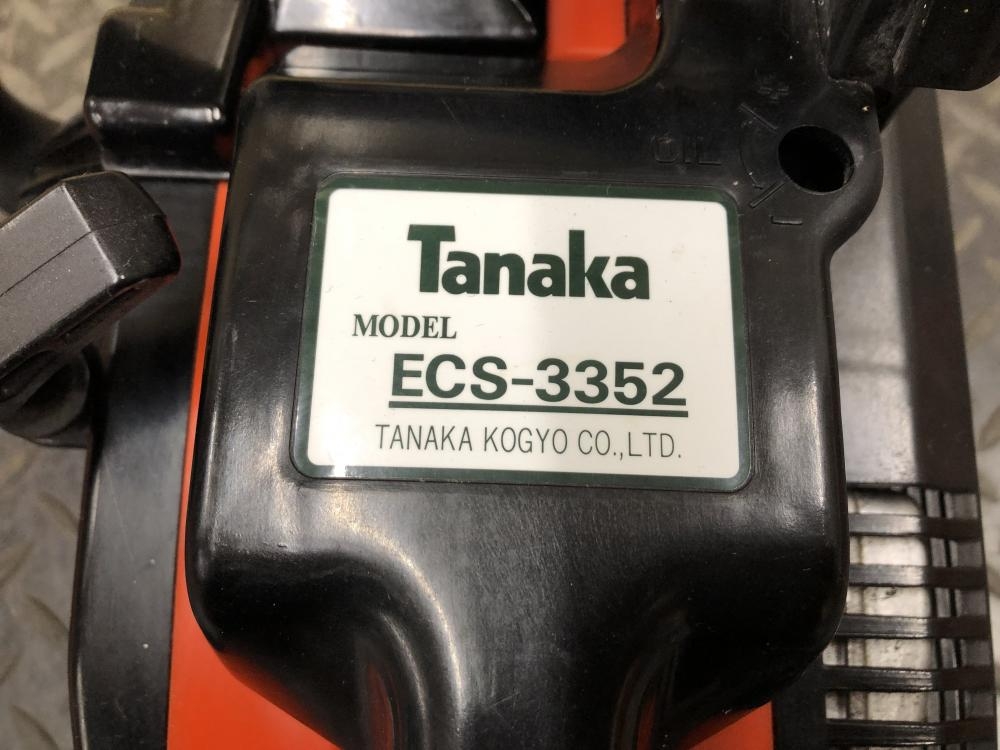 OIL
Tanaka
MODEL
ECS-3352
TANAKA KOGYO CO.,LTD.